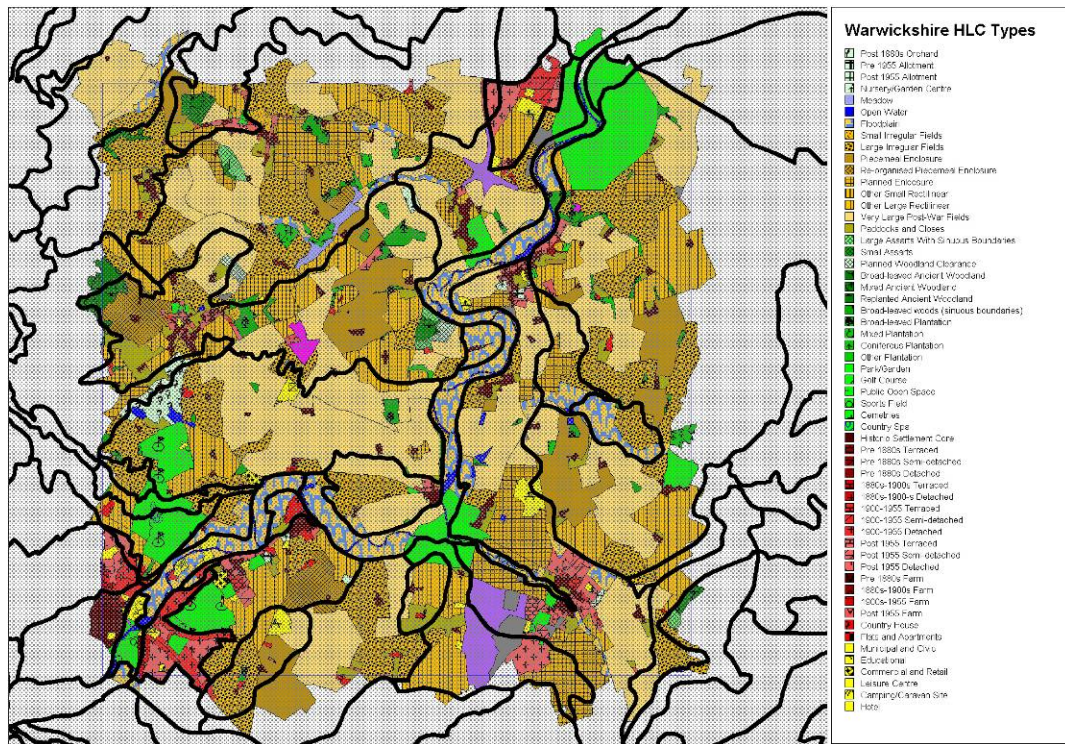 Warwickshire HLC Types
Post 1880s Orchard
Pre 1955 Allotment
Post 1955 Allotment
Nursery/Garden Centre
Meadow
Open Water
Floodplain
Small Irregular Fields
Large Irregular Fields
Piecemeal Enclosure
Re-organised Piecemeal Enclosure
Planned Enclosure
Other Small Rectilinear
Other Large Rectilinear
Very Large Post-War Fields
Paddocks and Closes
Large Assarts With Sinuous Boundaries
Small Assarts
Planned Woodland Clearance
Broad-leaved Ancient Woodland
Mixed Ancient Woodland
Replanted Ancient Woodland
Broad-leaved woods (sinuous boundaries)
Broad-leaved Plantation
Mixed Plantation
Coniferous Plantation
Other Plantation
Park/Garden
Golf Course
Public Open Space
Sports Field
Cemetries
Country Spa
Historic Settlement Core
Pre 1880s Terraced
Pre 1880s Semi-detached
Pre 1880s Detached
1880s-1900s Terraced
1880s-1900-s Detached
1900-1955 Terraced
1900-1955 Semi-detached
1900-1955 Detached
Post 1955 Terraced
Post 1955 Semi-detached
Post 1955 Detached
Pre 1880s Farm
1880s-1900s Farm
1900s-1955 Farm
Post 1955 Farm
Country House
Flats and Apartments
Municipal and Civic
Educational
Commercial and Retail
Leisure Centre
Camping/Caravan Site
Hotel